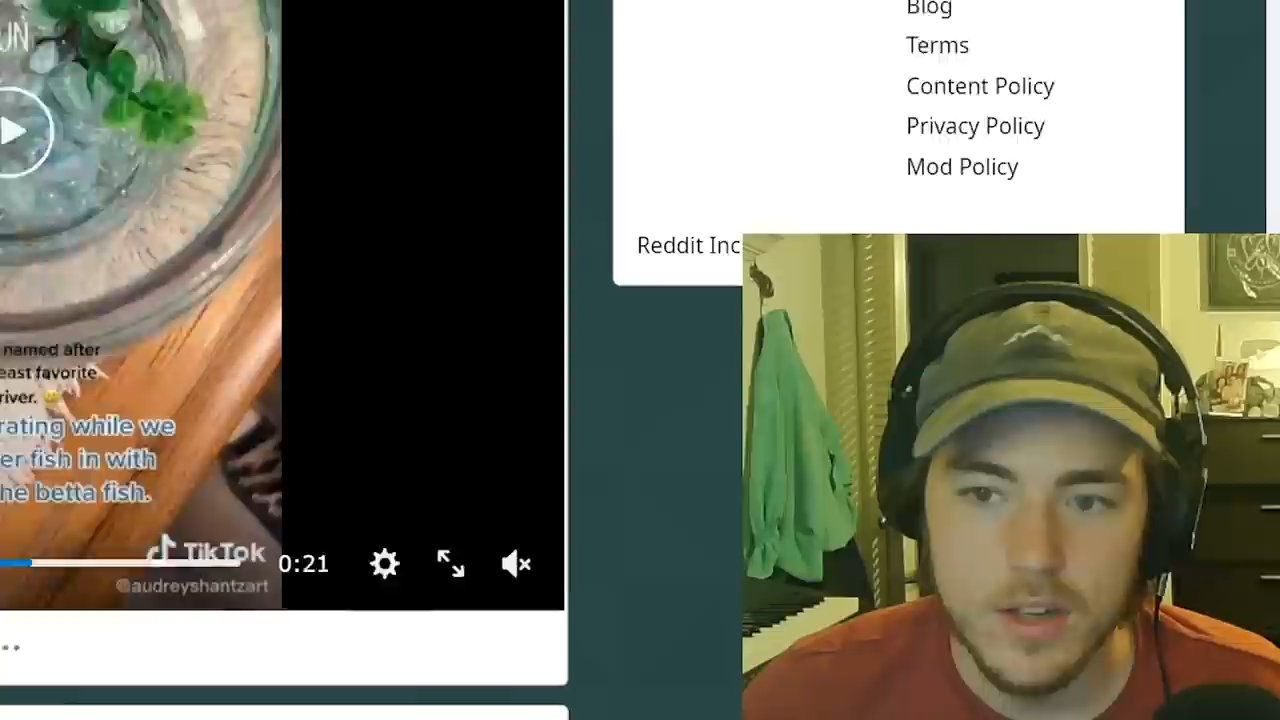 UN
named after
east favorite
river.
rating while we
er fish in with
he betta fish.
TikTok
@audreyshantzart
0:21
Blog
Terms
Content Policy
Privacy Policy
Mod Policy
Reddit Inc